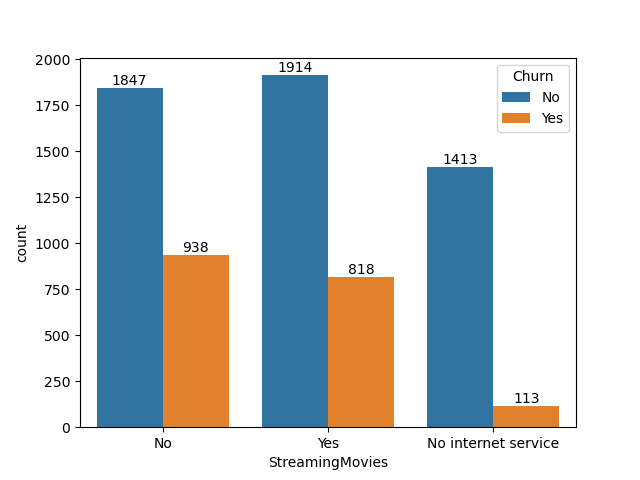 2000
1750
1500
1250
1000
750
500
250
0
count
1847
938
1914
818
1413
113
Churn
No
Yes
No
Yes
No internet service
StreamingMovies